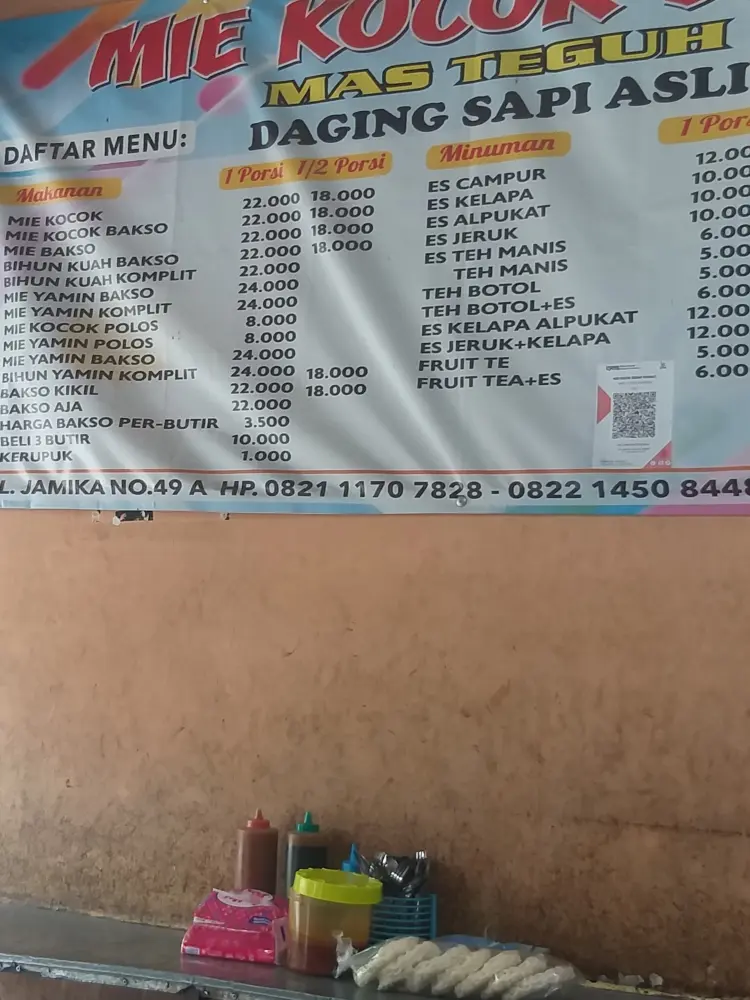 MIE KOCOK
MAS TEGUH
DAGING SAPI ASLI
DAFTAR MENU:
Makanan 1 Porsi 1/2 Porsi
MIE KOCOK 22.000 18.000
MIE KOCOK BAKSO 22.000 18.000
MIE BAKSO 22.000 18.000
BIHUN KUAH BAKSO 22.000 18.000
BIHUN KUAH KOMPLIT 22.000
MIE YAMIN BAKSO 24.000
MIE YAMIN KOMPLIT 24.000
MIE KOCOK POLOS 8.000
MIE YAMIN POLOS 8.000
MIE YAMIN BAKSO 24.000
BIHUN YAMIN KOMPLIT 24.000 18.000
BAKSO KIKIL 22.000 18.000
BAKSO AJA 22.000
HARGA BAKSO PER-BUTIR 3.500
BELI 3 BUTIR 10.000
KERUPUK 1.000
Minuman 1 Pors
ES CAMPUR 12.00
ES KELAPA 10.00
ES ALPUKAT 10.00
ES JERUK 10.00
ES TEH MANIS 6.00
TEH MANIS 5.00
TEH BOTOL 5.00
TEH BOTOL+ES 6.00
ES KELAPA ALPUKAT 12.00
ES JERUK+KELAPA 12.00
FRUIT TE 5.00
FRUIT TEA+ES 6.00
L. JAMIKA NO.49 A HP. 0821 1170 7828 - 0822 1450 8448